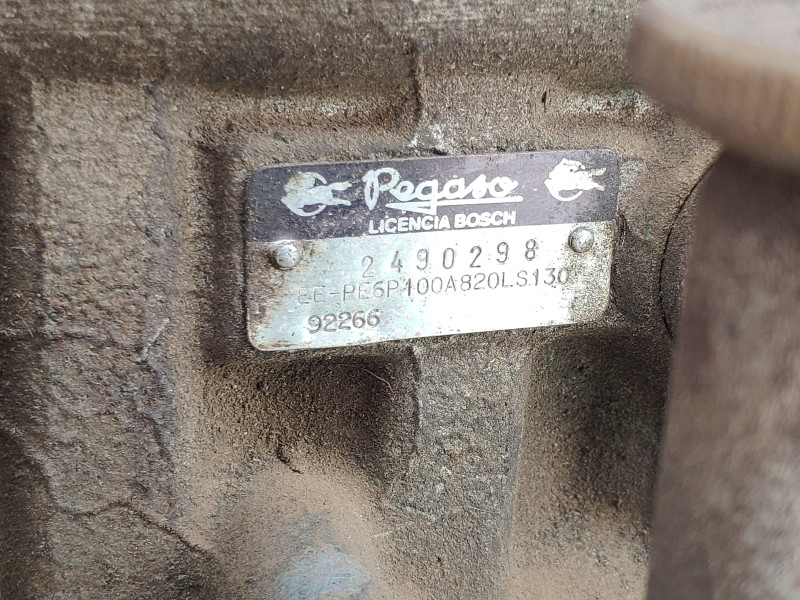 Pegaso
LICENCIA BOSCH
2490298
EE-PE6P100A820LS130
92266